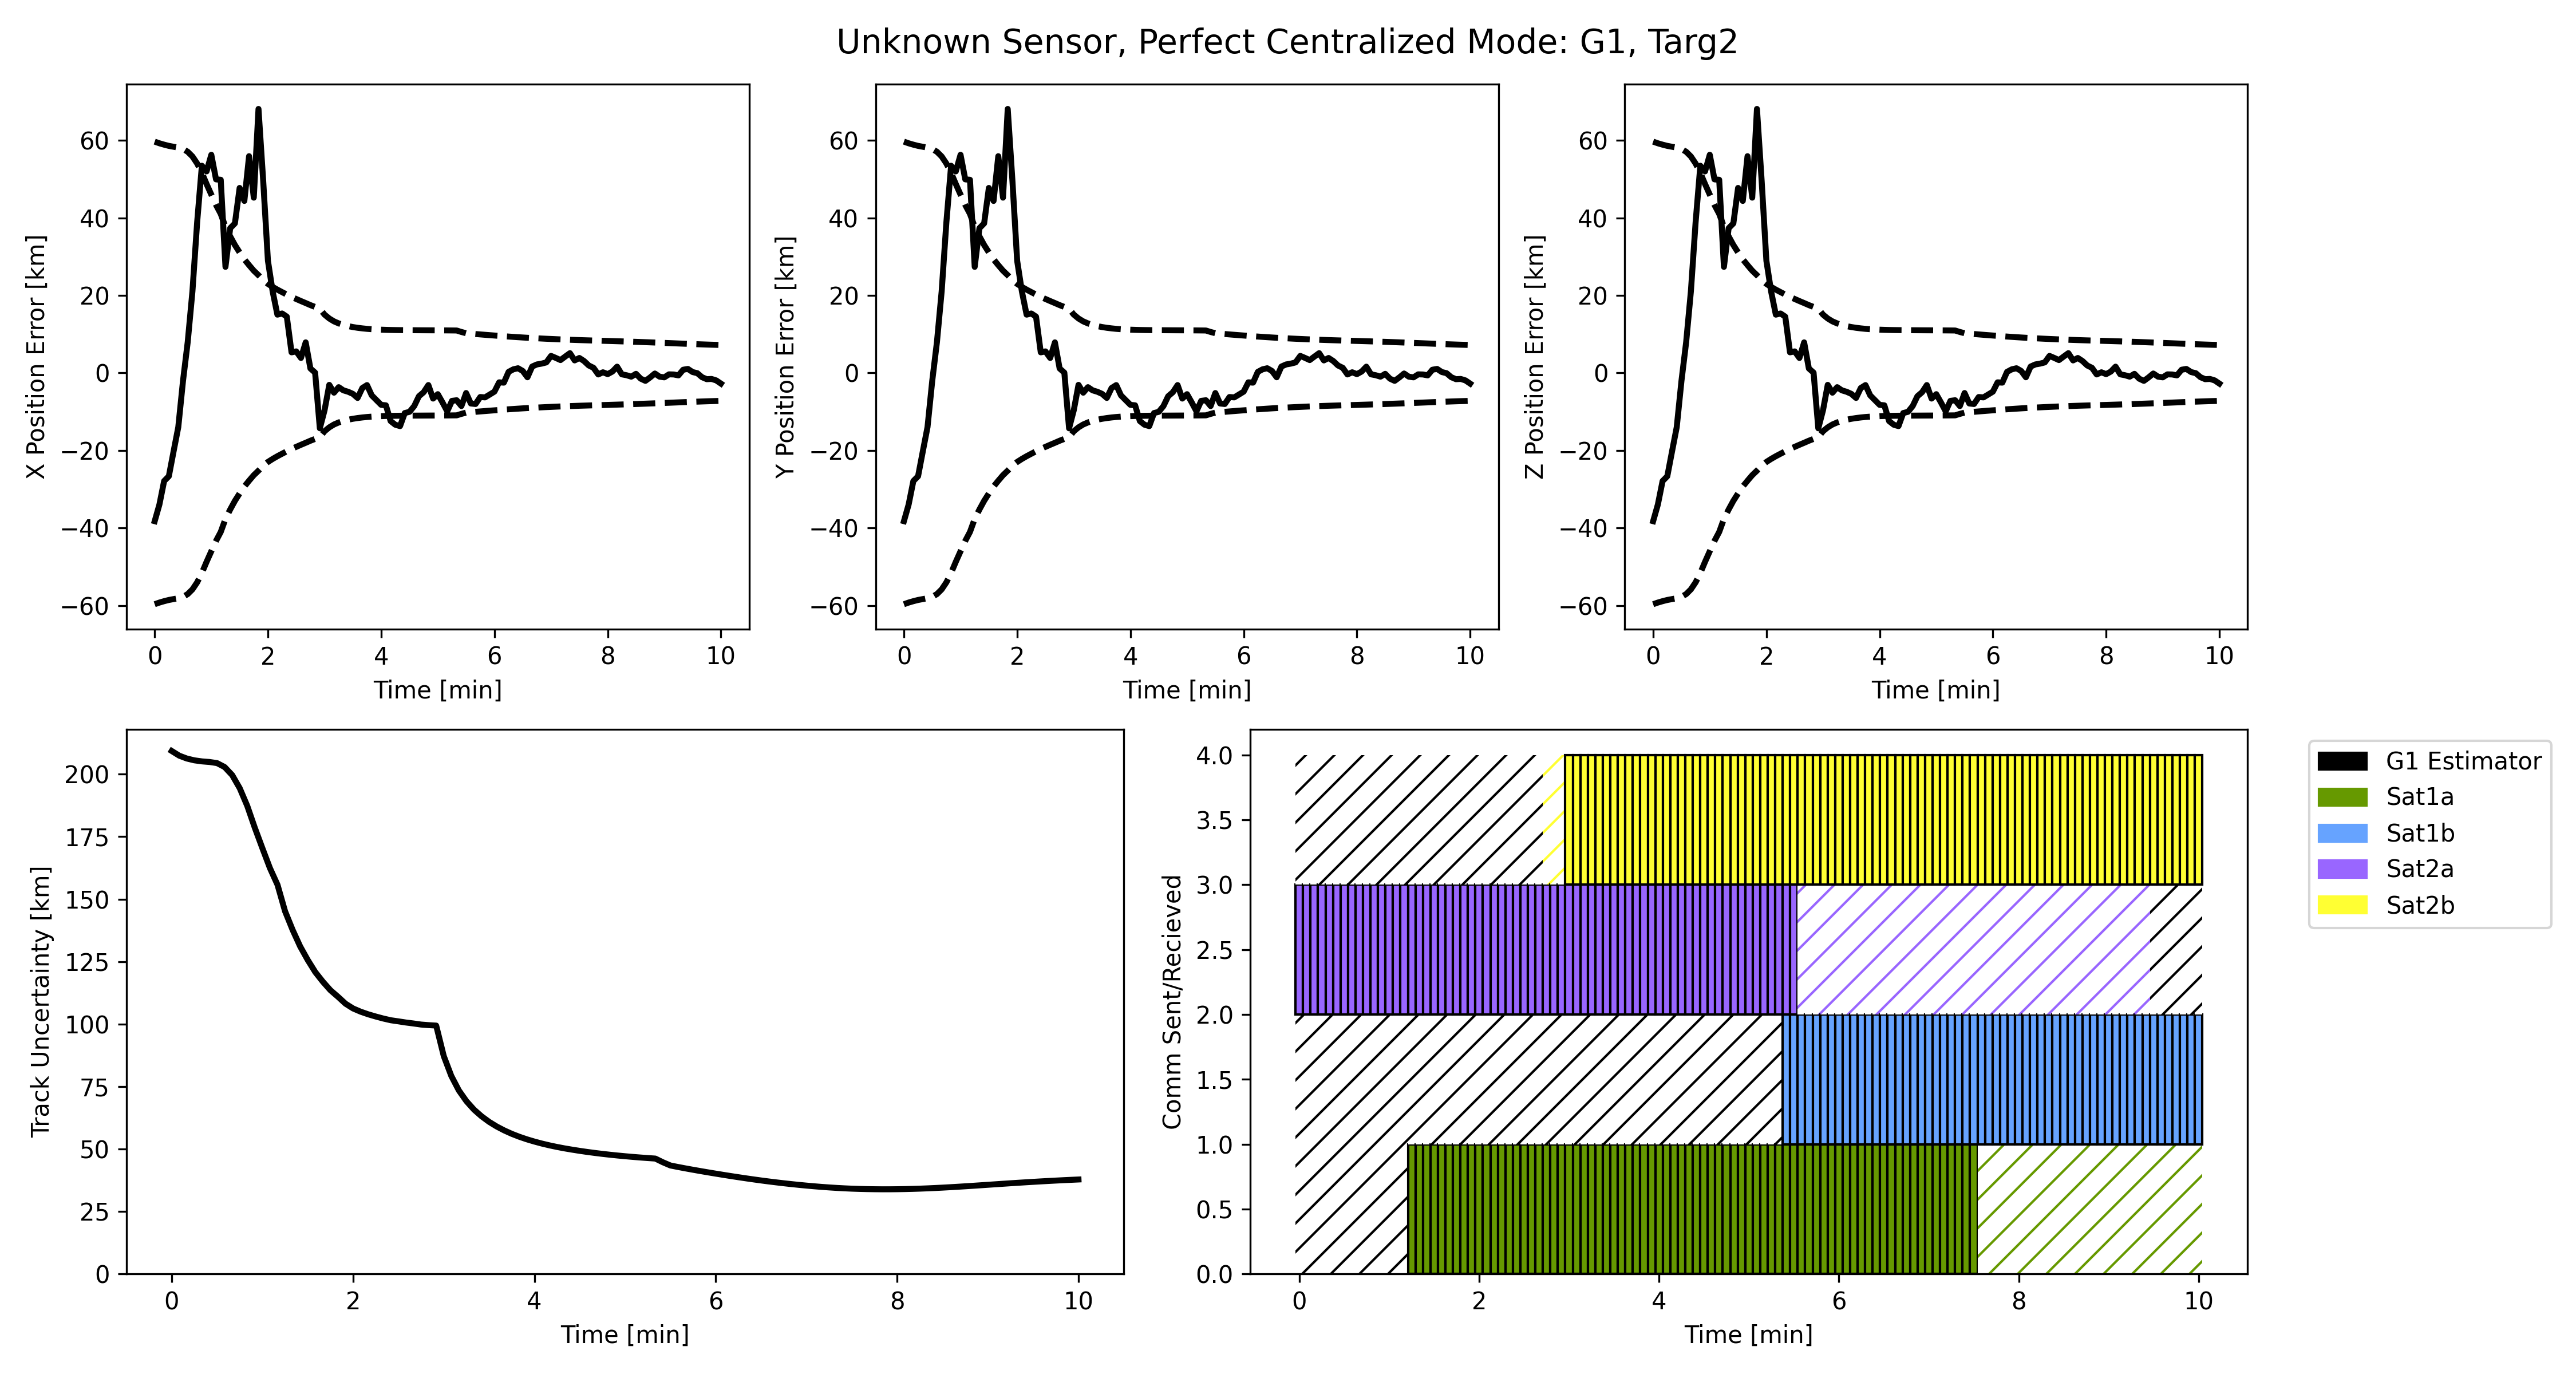 Unknown Sensor, Perfect Centralized Mode: G1, Targ2
X Position Error [km]
60
40
20
0
−20
−40
−60
0 2 4 6 8 10
Time [min]
Y Position Error [km]
60
40
20
0
−20
−40
−60
0 2 4 6 8 10
Time [min]
Z Position Error [km]
60
40
20
0
−20
−40
−60
0 2 4 6 8 10
Time [min]
Track Uncertainty [km]
200
175
150
125
100
75
50
25
0
0 2 4 6 8 10
Time [min]
Comm Sent/Recieved
4.0
3.5
3.0
2.5
2.0
1.5
1.0
0.5
0.0
0 2 4 6 8 10
Time [min]
G1 Estimator
Sat1a
Sat1b
Sat2a
Sat2b